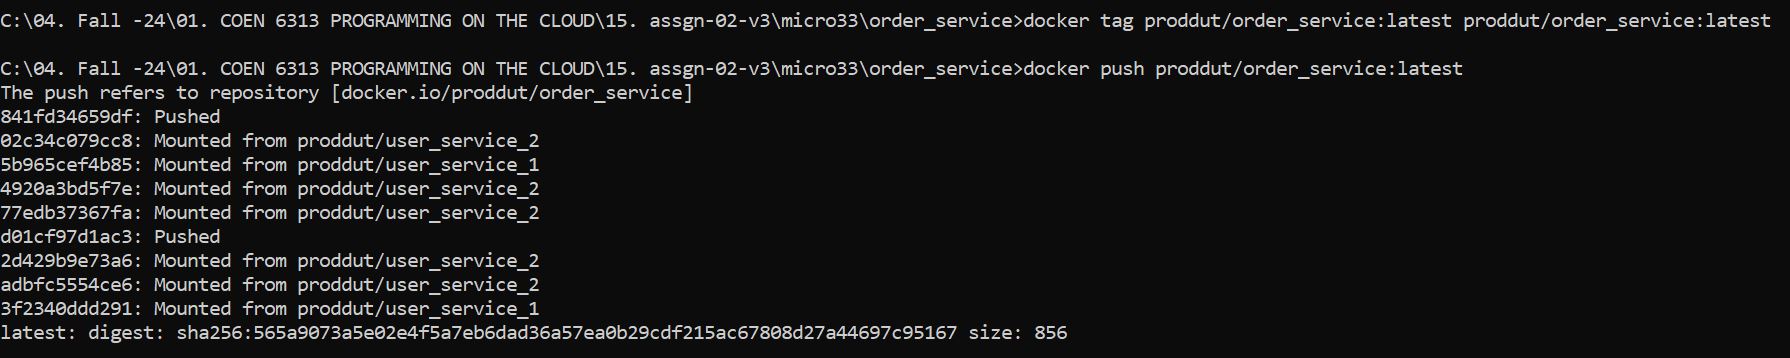 C:\04. Fall -24\01. COEN 6313 PROGRAMMING ON THE CLOUD\15. assgn-02-v3\micro33\order_service>docker tag proddut/order_service:latest proddut/order_service:latest
C:\04. Fall -24\01. COEN 6313 PROGRAMMING ON THE CLOUD\15. assgn-02-v3\micro33\order_service>docker push proddut/order_service:latest
The push refers to repository [docker.io/proddut/order_service]
841fd34659df: Pushed
02c34c079cc8: Mounted from proddut/user_service_2
5b965cef4b85: Mounted from proddut/user_service_1
4920a3bd5f7e: Mounted from proddut/user_service_2
77edb37367fa: Mounted from proddut/user_service_2
d01cf97d1ac3: Pushed
2d429b9e73a6: Mounted from proddut/user_service_2
adbfc5554ce6: Mounted from proddut/user_service_2
3f2340ddd291: Mounted from proddut/user_service_1
latest: digest: sha256:565a9073a5e02e4f5a7eb6dad36a57ea0b29cdf215ac67808d27a44697c95167 size: 856